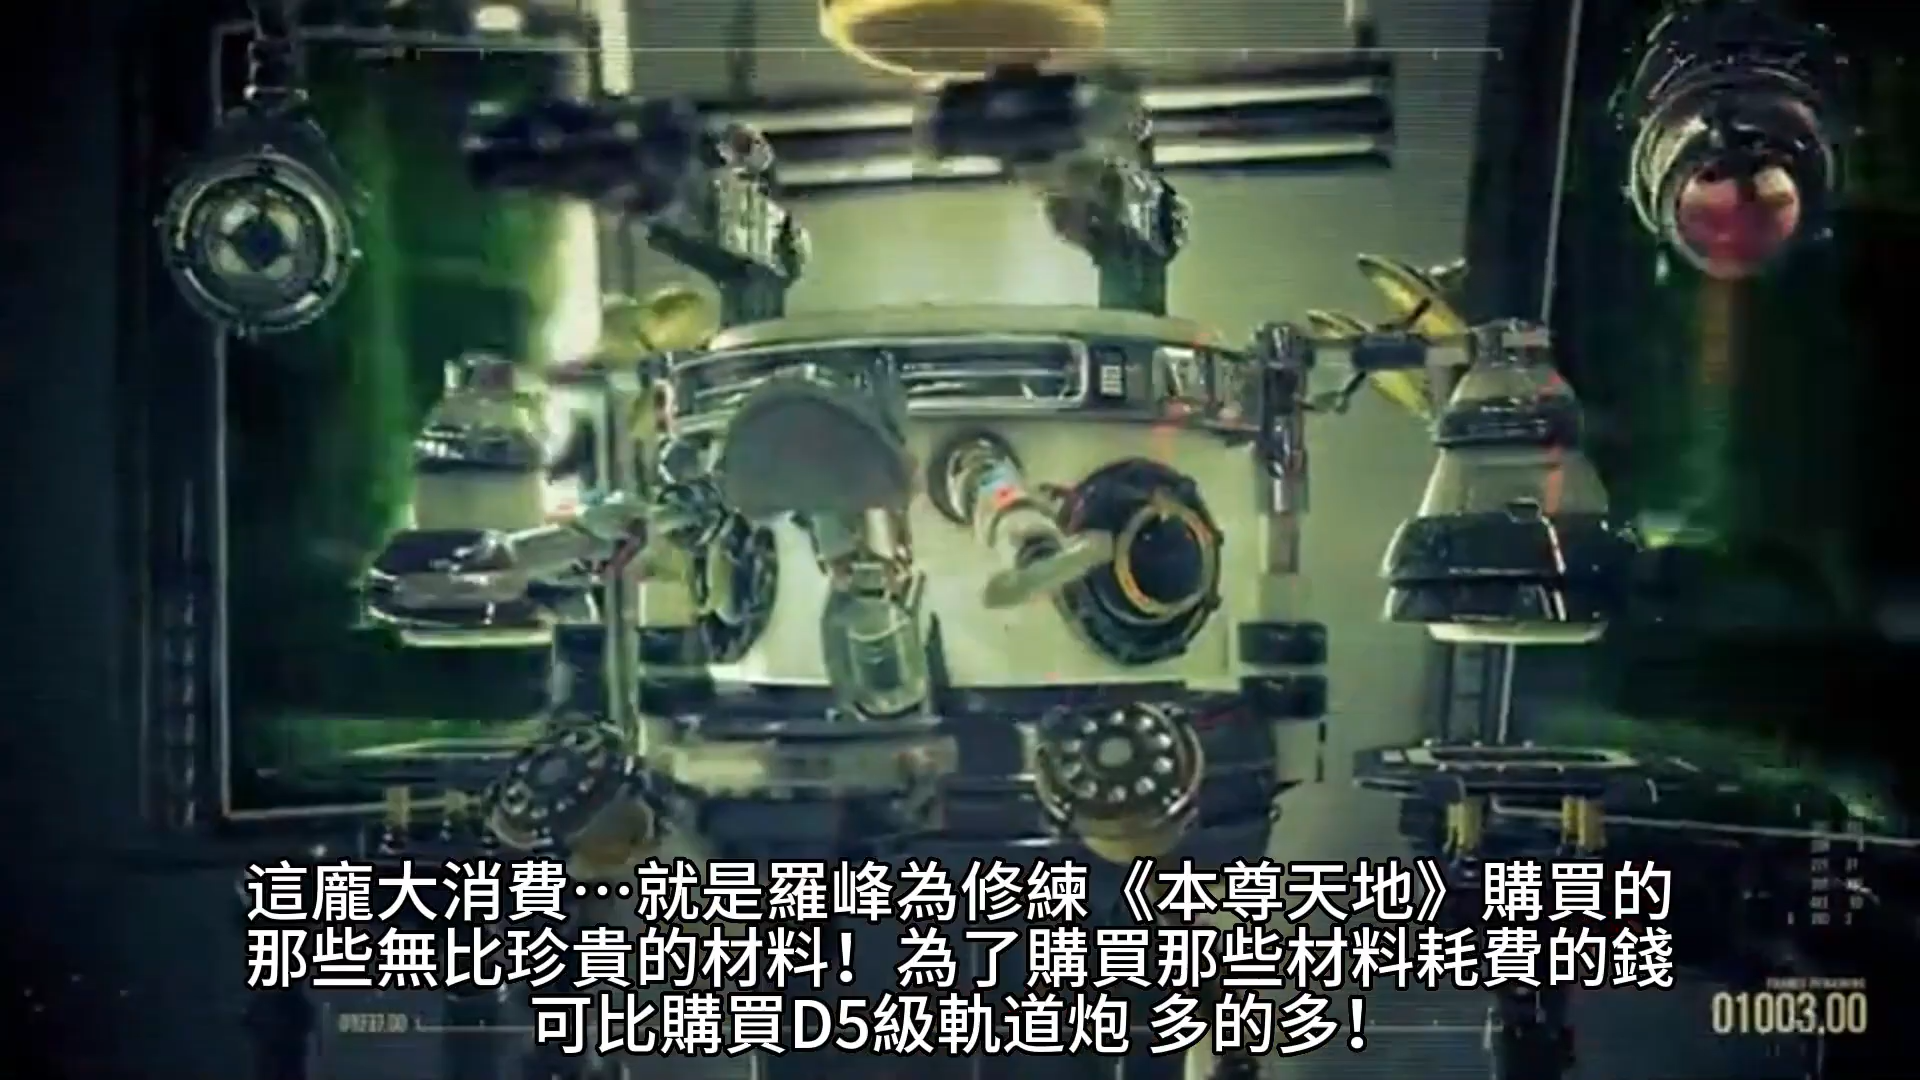 這龐大消費…就是羅峰為修練《本尊天地》購買的
那些無比珍貴的材料！為了購買那些材料耗費的錢
可比購買D5級軌道炮 多的多！
01003.00